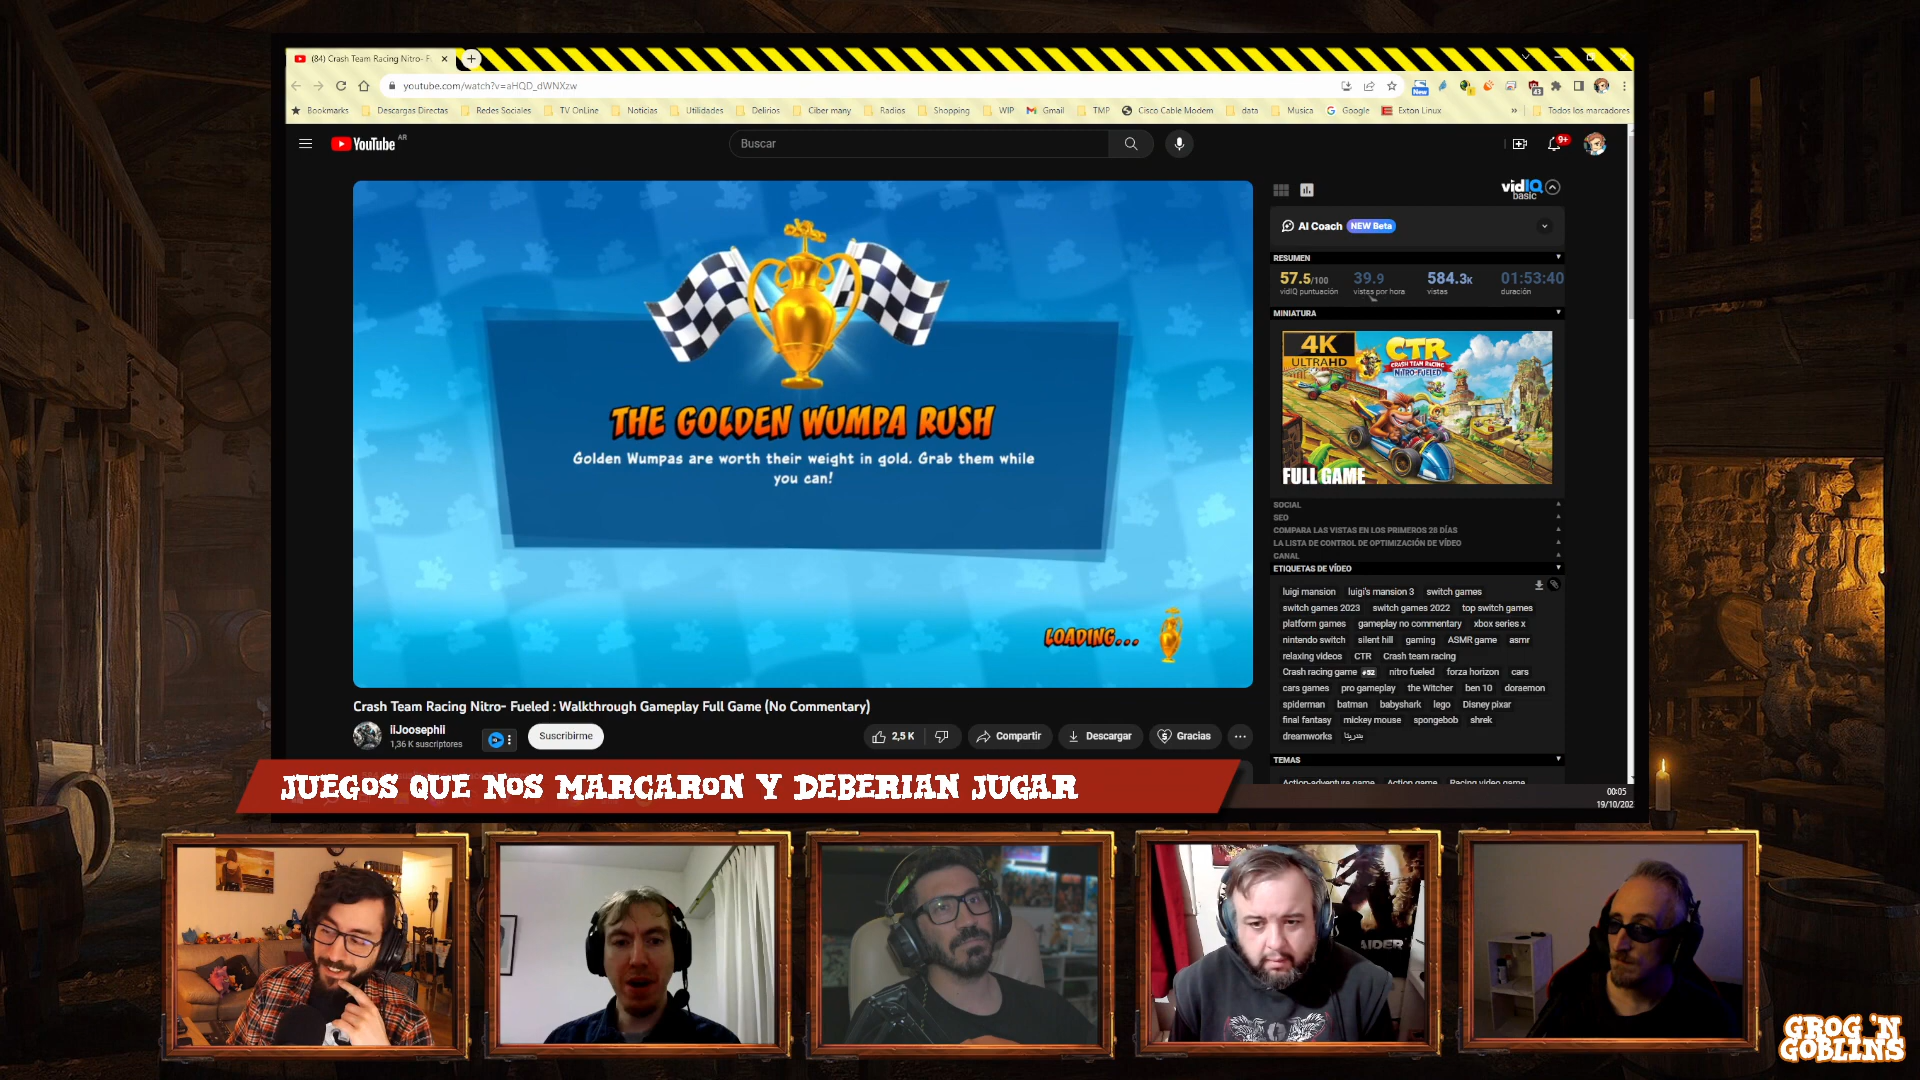 (84) Crash Team Racing Nitro- F
youtube.com/watch?v=aHQD_dWNXzw
New
43
Bookmarks Descargas Directas Redes Sociales TV OnLine Noticias Utilidades Delirios Ciber many Radios Shopping WIP Gmail TMP Cisco Cable Modem data Musica Google Exton Linux » Todos los marcadores
YouTube AR
Buscar
9+
vidIQ
basic
AI Coach NEW Beta
RESUMEN
57.5/100 39.9 584.3K 01:53:40
vidIQ puntuación vistas por hora vistas duración
MINIATURA
4K
ULTRAHD
CTR
CRASH TEAM RACING
NITRO-FUELED
FULL GAME
THE GOLDEN WUMPA RUSH
Golden Wumpas are worth their weight in gold. Grab them while
you can!
LOADING...
SOCIAL
SEO
COMPARA LAS VISTAS EN LOS PRIMEROS 28 DÍAS
LA LISTA DE CONTROL DE OPTIMIZACIÓN DE VÍDEO
CANAL
ETIQUETAS DE VÍDEO
luigi mansion luigi's mansion 3 switch games
switch games 2023 switch games 2022 top switch games
platform games gameplay no commentary xbox series x
nintendo switch silent hill gaming ASMR game asmr
relaxing videos CTR Crash team racing
Crash racing game #52 nitro fueled forza horizon cars
cars games pro gameplay the Witcher ben 10 doraemon
spiderman batman babyshark lego Disney pixar
final fantasy mickey mouse spongebob shrek
dreamworks
TEMAS
Action-adventure game Action game Racing video game
Crash Team Racing Nitro- Fueled : Walkthrough Gameplay Full Game (No Commentary)
iiJoosephii
1,36 K suscriptores
Suscribirme
2,5 K
Compartir
Descargar
Gracias
00:05
19/10/202
JUEGOS QUE NOS MARCARON Y DEBERIAN JUGAR
AIDER
GROG 'N
GOBLINS